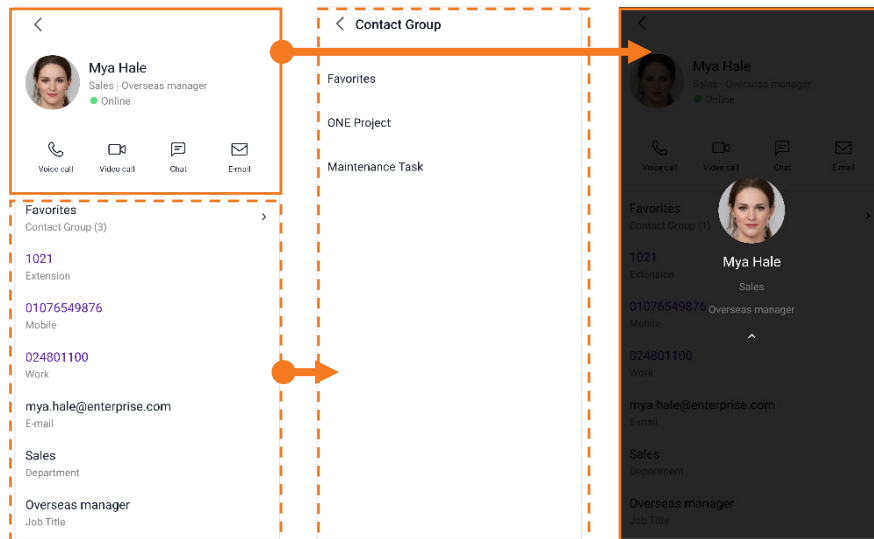 Mya Hale
Sales | Overseas manager
Online
Voice call Video call Chat E-mail
Favorites
Contact Group (3)
1021
Extension
01076549876
Mobile
024801100
Work
mya.hale@enterprise.com
E-mail
Sales
Department
Overseas manager
Job Title
Contact Group
Favorites
ONE Project
Maintenance Task
Mya Hale
Sales | Overseas manager
Online
Voice call Video call Chat E-mail
Favorites
Contact Group (1)
1021
Extension
01076549876
Mobile
024801100
Work
mya.hale@enterprise.com
E-mail
Sales
Department
Overseas manager
Job Title
Mya Hale
Sales
Overseas manager